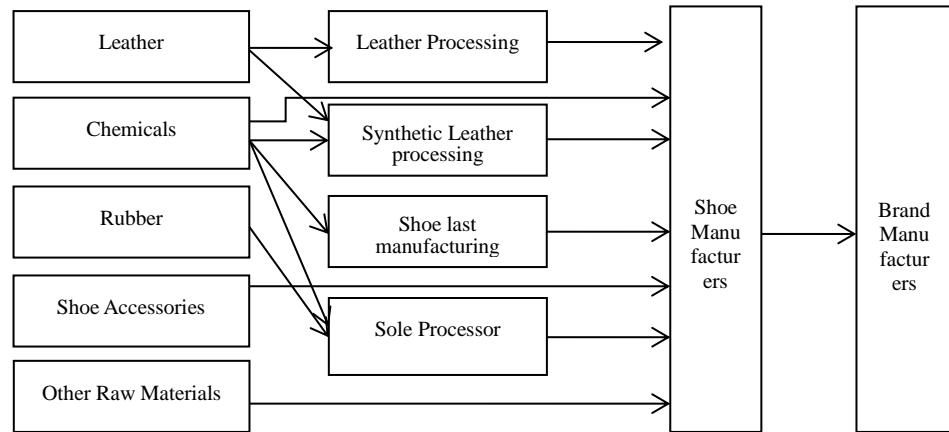 Leather
Chemicals
Rubber
Shoe Accessories
Other Raw Materials
Leather Processing
Synthetic Leather
processing
Shoe last
manufacturing
Sole Processor
Shoe
Manu
factur
ers
Brand
Manu
factur
ers